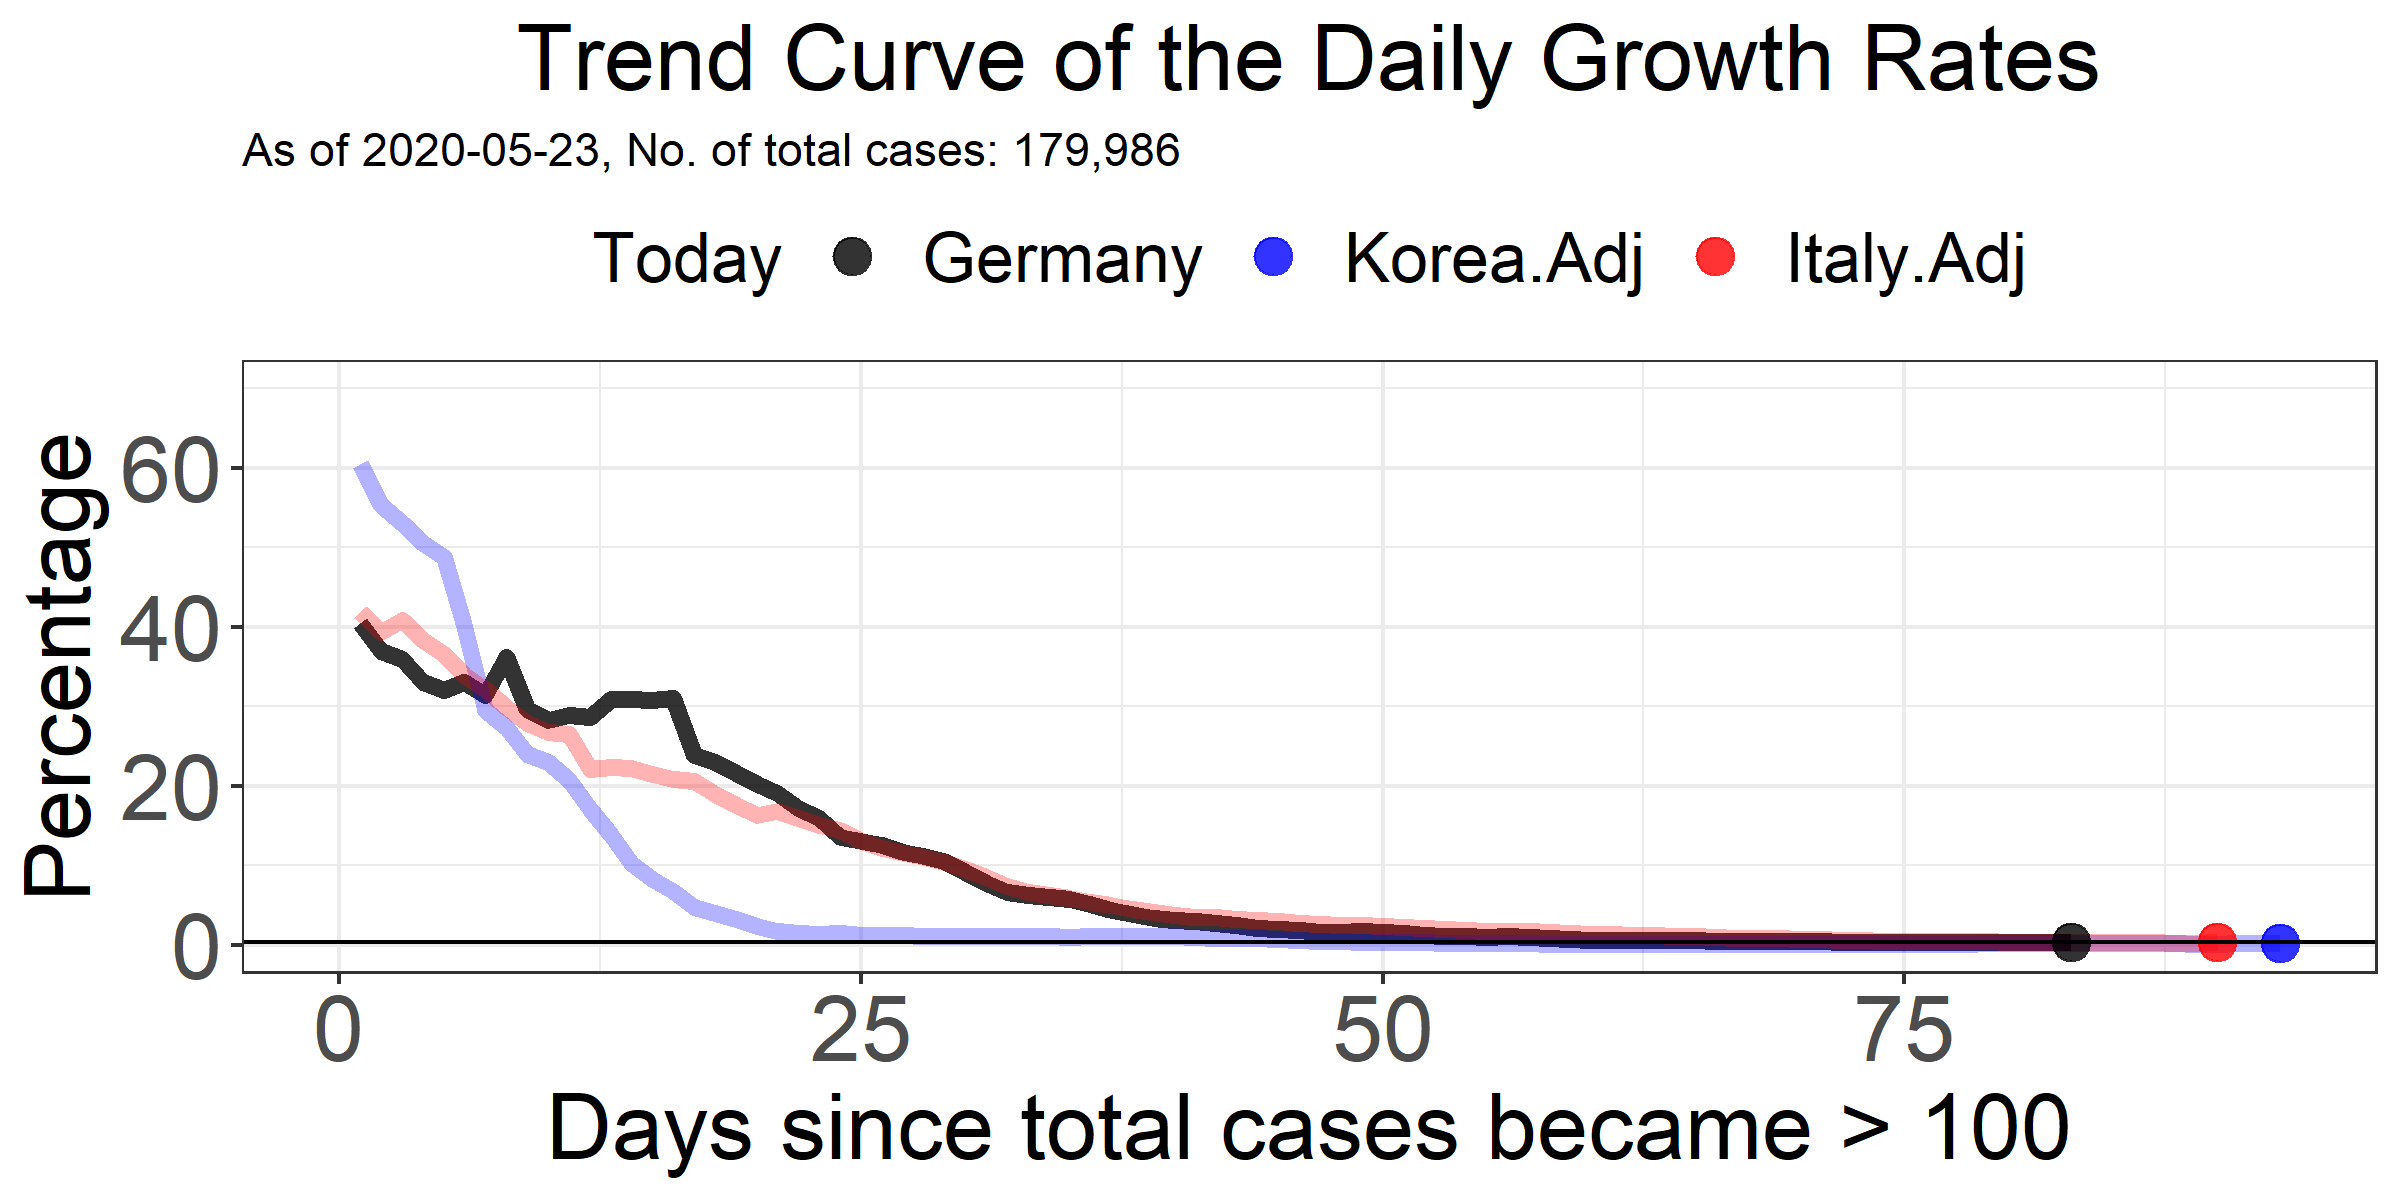 Trend Curve of the Daily Growth Rates
As of 2020-05-23, No. of total cases: 179,986
Today Germany Korea.Adj Italy.Adj
Percentage
60
40
20
0
0 25 50 75
Days since total cases became > 100